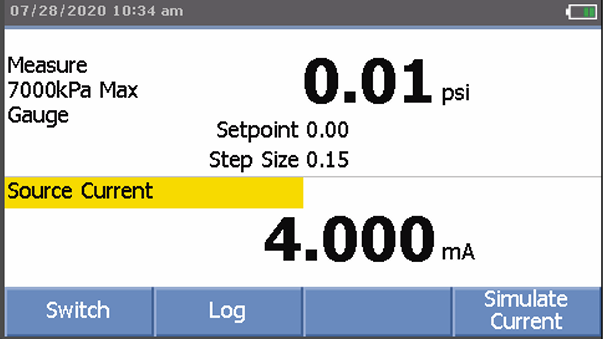 07/28/2020 10:34 am
Measure
7000kPa Max
Gauge
0.01 psi
Setpoint 0.00
Step Size 0.15
Source Current
4.000 mA
Switch
Log
Simulate
Current